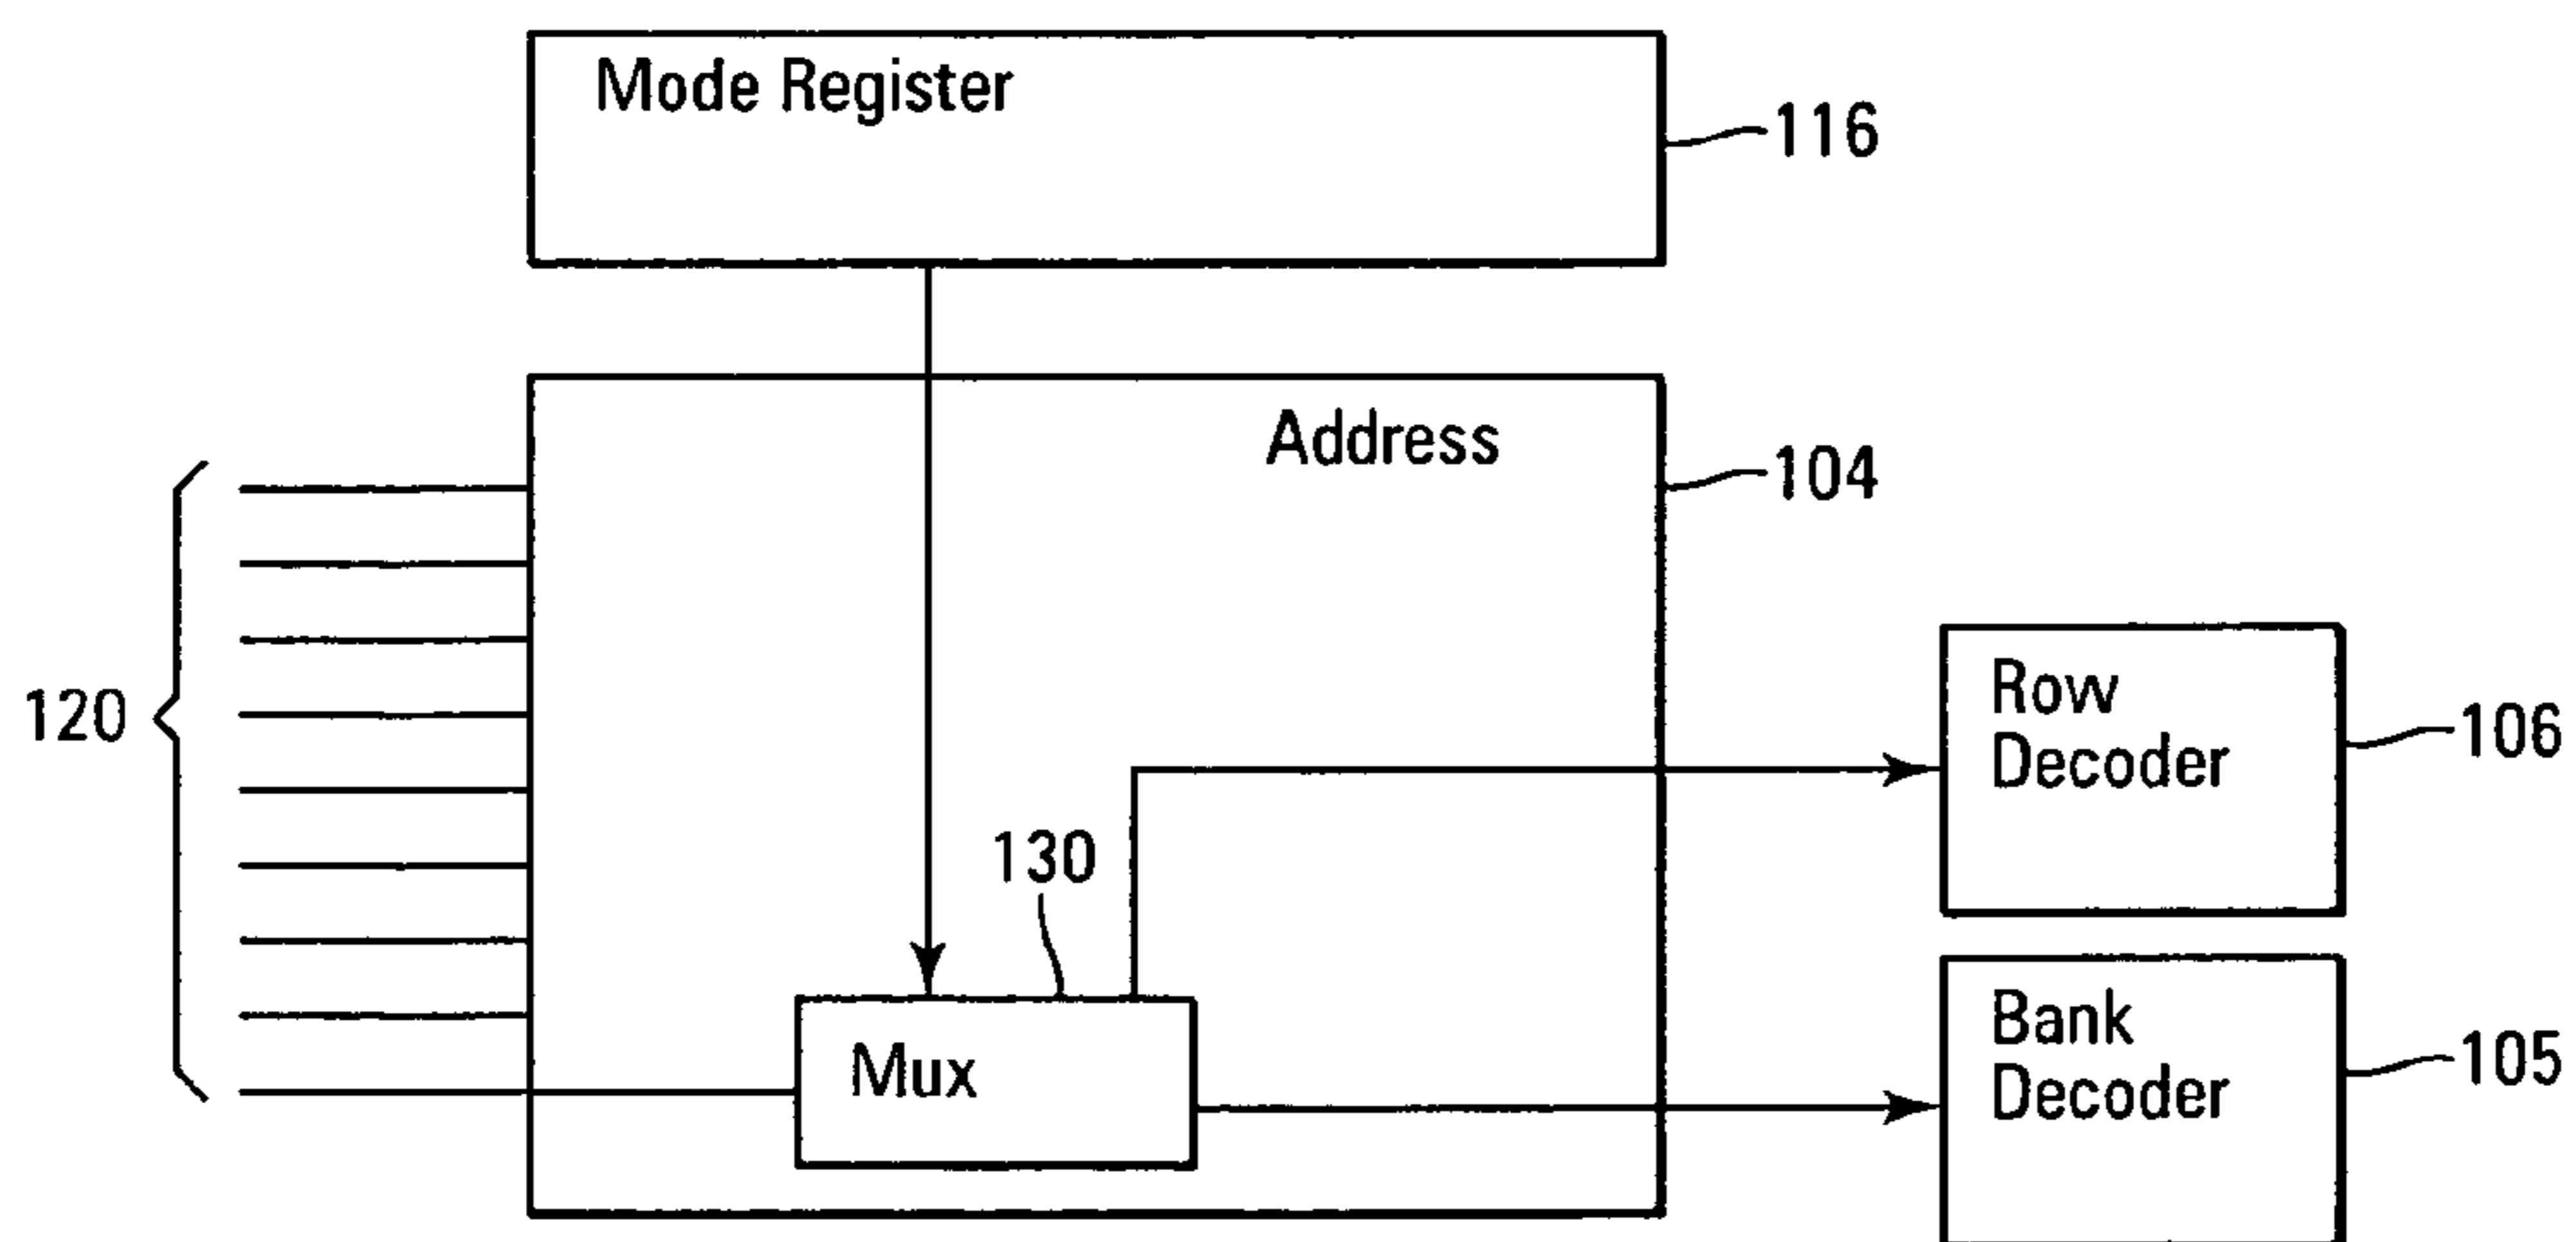 Mode Register
116
Address
104
120
Row
Decoder
106
130
Bank
Decoder
105
Mux